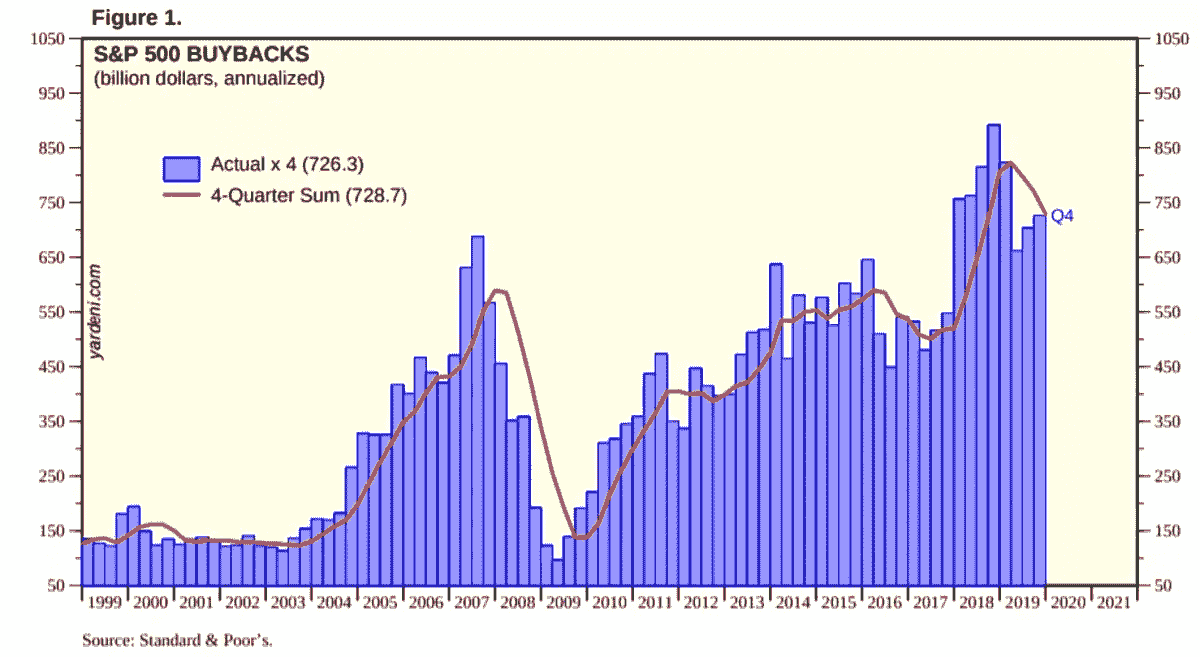 Figure 1.
S&P 500 BUYBACKS
(billion dollars, annualized)
Actual x 4 (726.3)
4-Quarter Sum (728.7)
yardeni.com
Q4
1050
950
850
750
650
550
450
350
250
150
50
1050
950
850
750
650
550
450
350
250
150
50
1999 2000 2001 2002 2003 2004 2005 2006 2007 2008 2009 2010 2011 2012 2013 2014 2015 2016 2017 2018 2019 2020 2021
Source: Standard & Poor's.